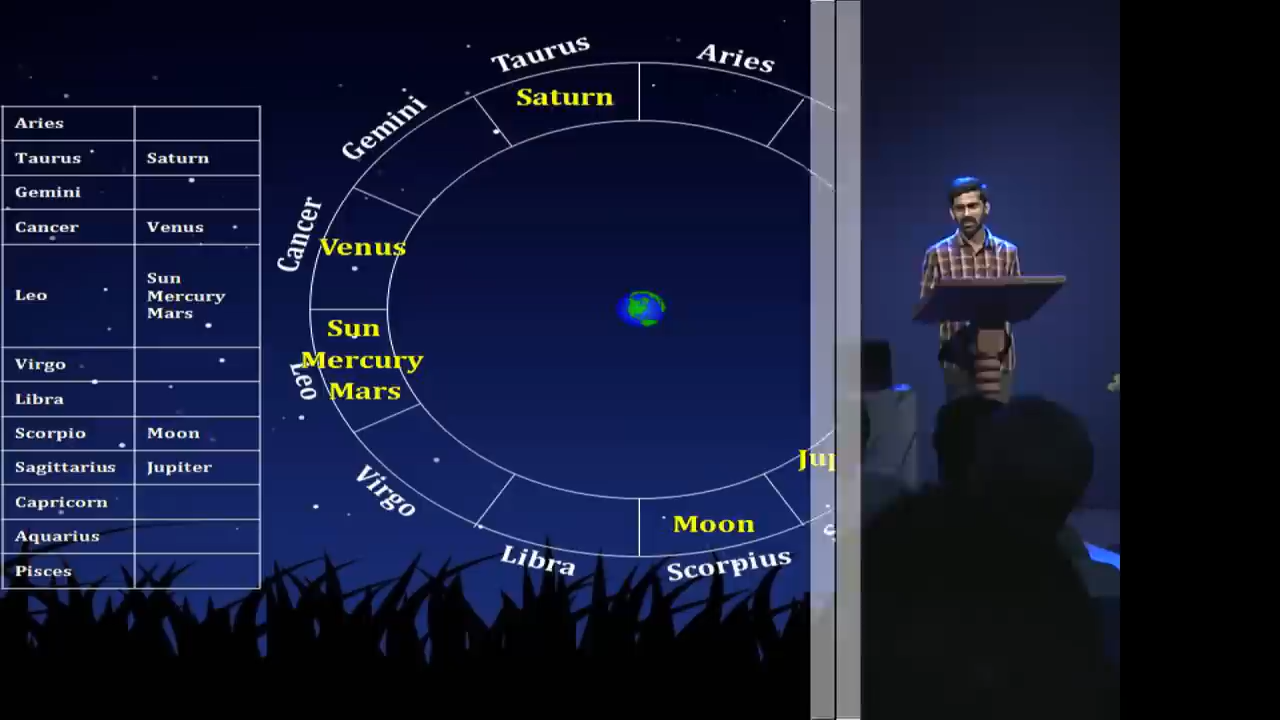 Aries
Taurus Saturn
Gemini
Cancer Venus
Leo Sun
Mercury
Mars
Virgo
Libra
Scorpio Moon
Sagittarius Jupiter
Capricorn
Aquarius
Pisces
Taurus
Aries
Saturn
Gemini
Cancer
Venus
Sun
Mercury
Mars
Leo
Virgo
Jup
Moon
Libra
Scorpius